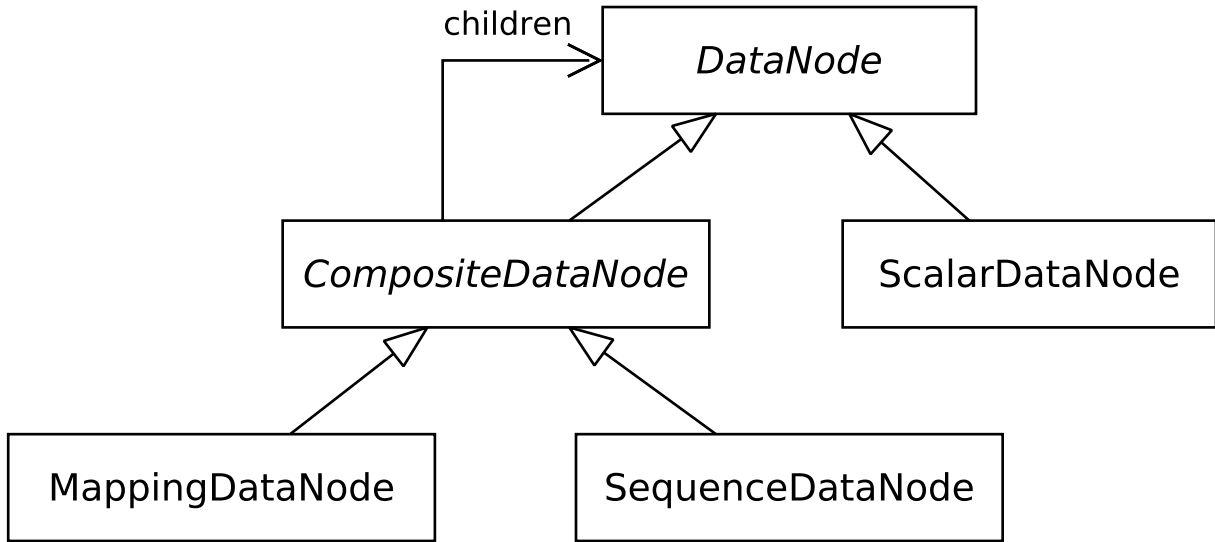 children
DataNode
CompositeDataNode
ScalarDataNode
MappingDataNode
SequenceDataNode